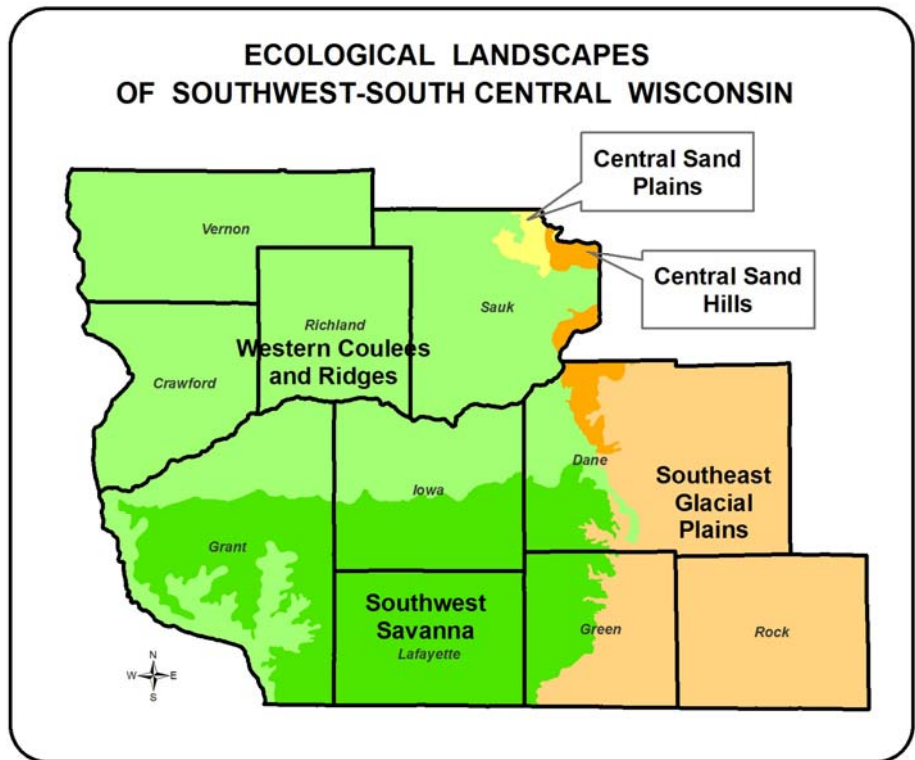 ECOLOGICAL LANDSCAPES
OF SOUTHWEST-SOUTH CENTRAL WISCONSIN
Central Sand
Plains
Vernon
Central Sand
Hills
Sauk
Richland
Western Coulees
and Ridges
Crawford
Dane
Southeast
Glacial
Plains
Iowa
Grant
Southwest
Savanna
Lafayette
Green
Rock
N
W E
S